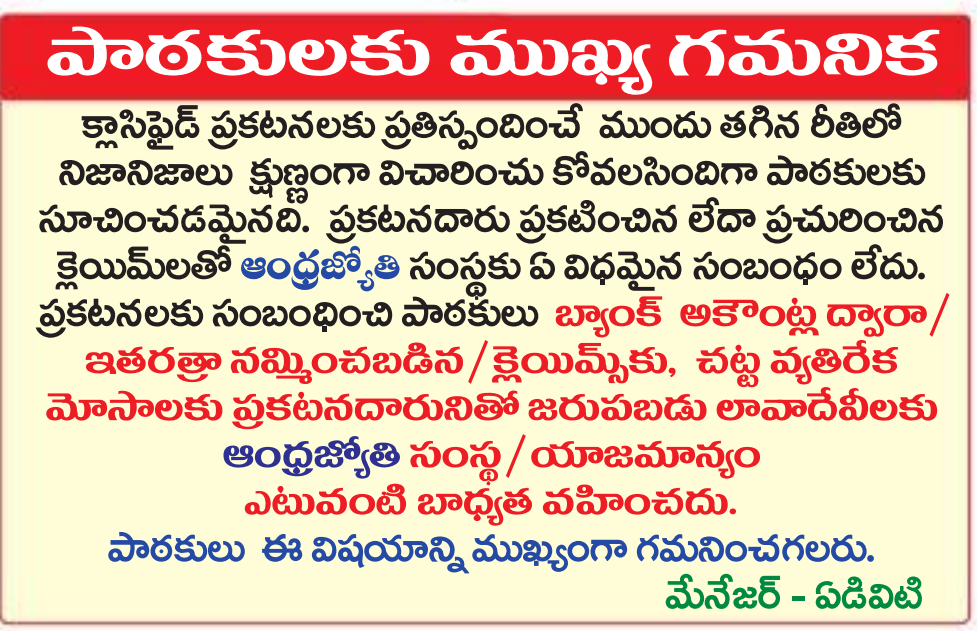 పాఠకులకు ముఖ్య గమనిక
క్లాసిఫైడ్ ప్రకటనలకు ప్రతిస్పందించే ముందు తగిన రీతిలో
నిజానిజాలు క్షుణ్ణంగా విచారించు కోవలసిందిగా పాఠకులకు
సూచించడమైనది. ప్రకటనదారు ప్రకటించిన లేదా ప్రచురించిన
క్లెయిమ్‌లతో ఆంధ్రజ్యోతి సంస్థకు ఏ విధమైన సంబంధం లేదు.
ప్రకటనలకు సంబంధించి పాఠకులు బ్యాంక్ అకౌంట్ల ద్వారా/
ఇతరత్రా నమ్మించబడిన/క్లెయిమ్స్‌కు, చట్ట వ్యతిరేక
మోసాలకు ప్రకటనదారునితో జరుపబడు లావాదేవీలకు
ఆంధ్రజ్యోతి సంస్థ/యాజమాన్యం
ఎటువంటి బాధ్యత వహించదు.
పాఠకులు ఈ విషయాన్ని ముఖ్యంగా గమనించగలరు.
మేనేజర్ - ఏడివిటి